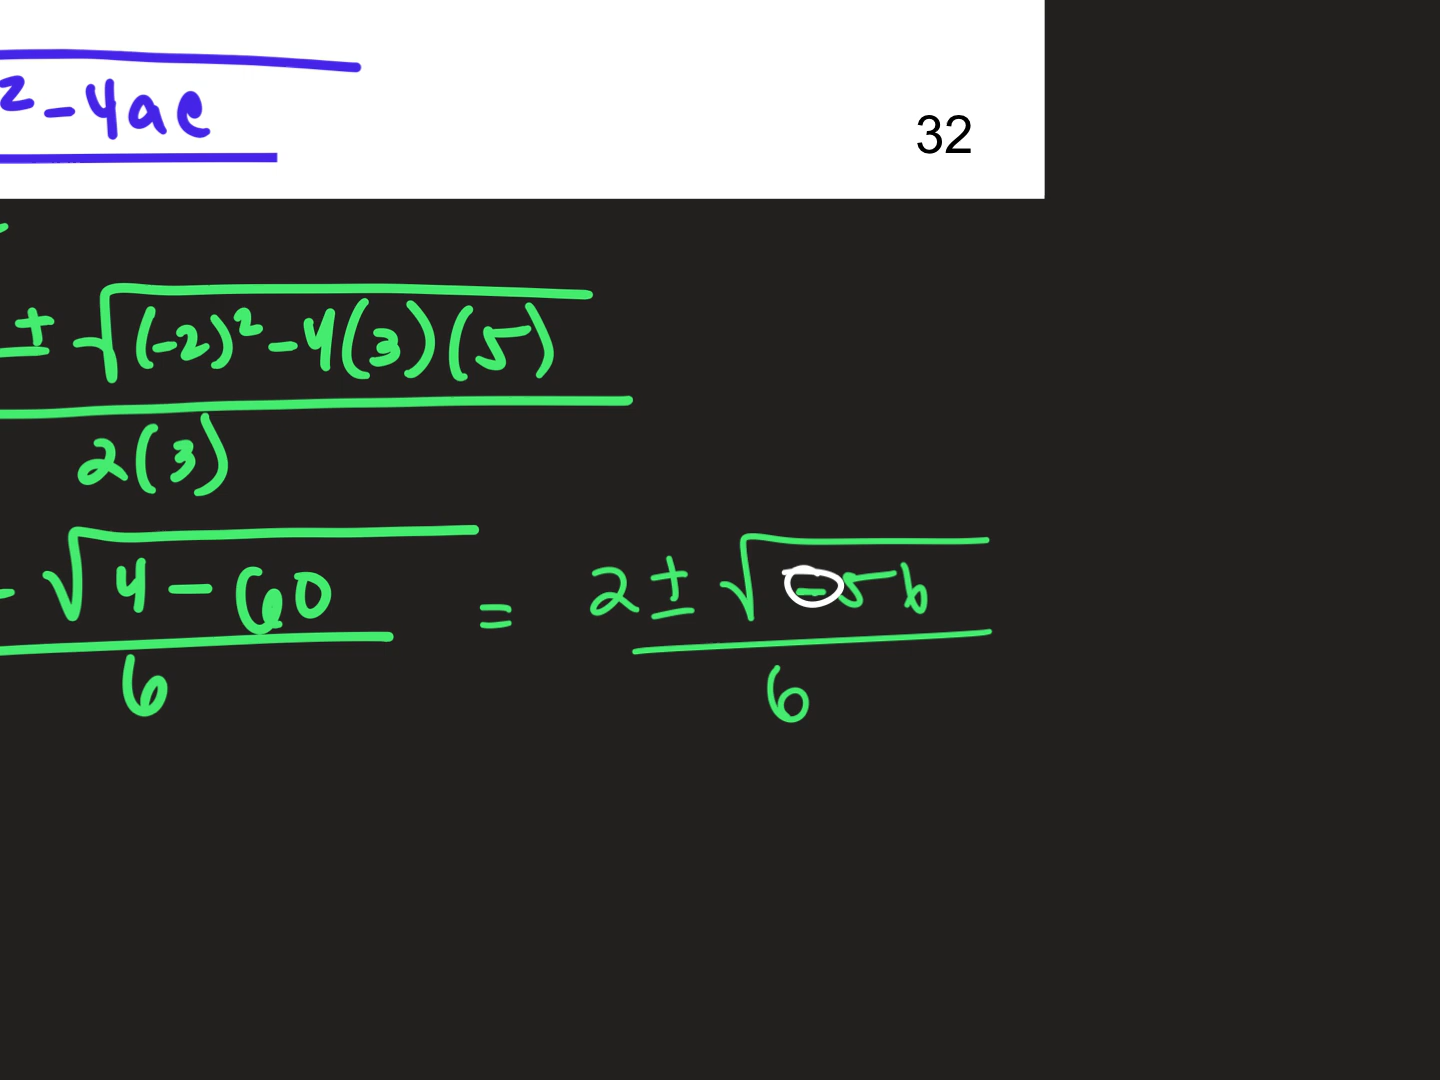 ²-4ac
32
± √(-2)²-4(3)(5)
2(3)
- √4-60 = 2 ± √-56
6 6